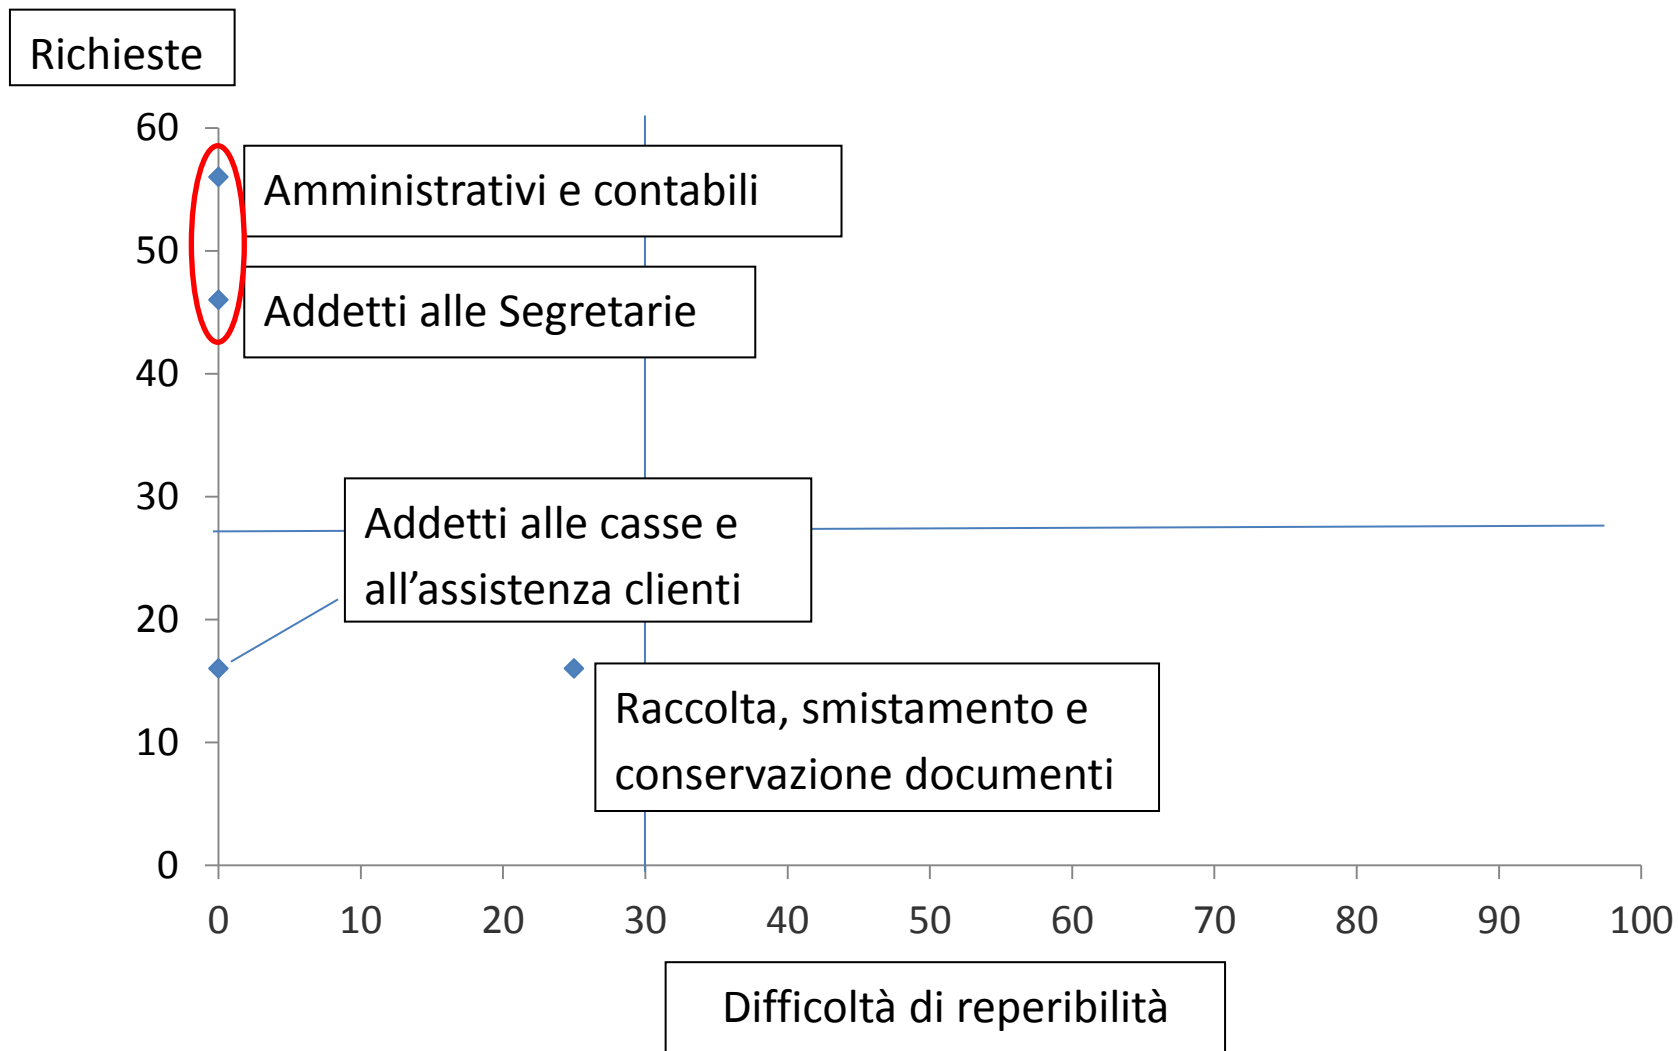 Richieste
60
Amministrativi e contabili
50
Addetti alle Segretarie
40
30
Addetti alle casse e
all’assistenza clienti
20
Raccolta, smistamento e
conservazione documenti
10
0
0 10 20 30 40 50 60 70 80 90 100
Difficoltà di reperibilità